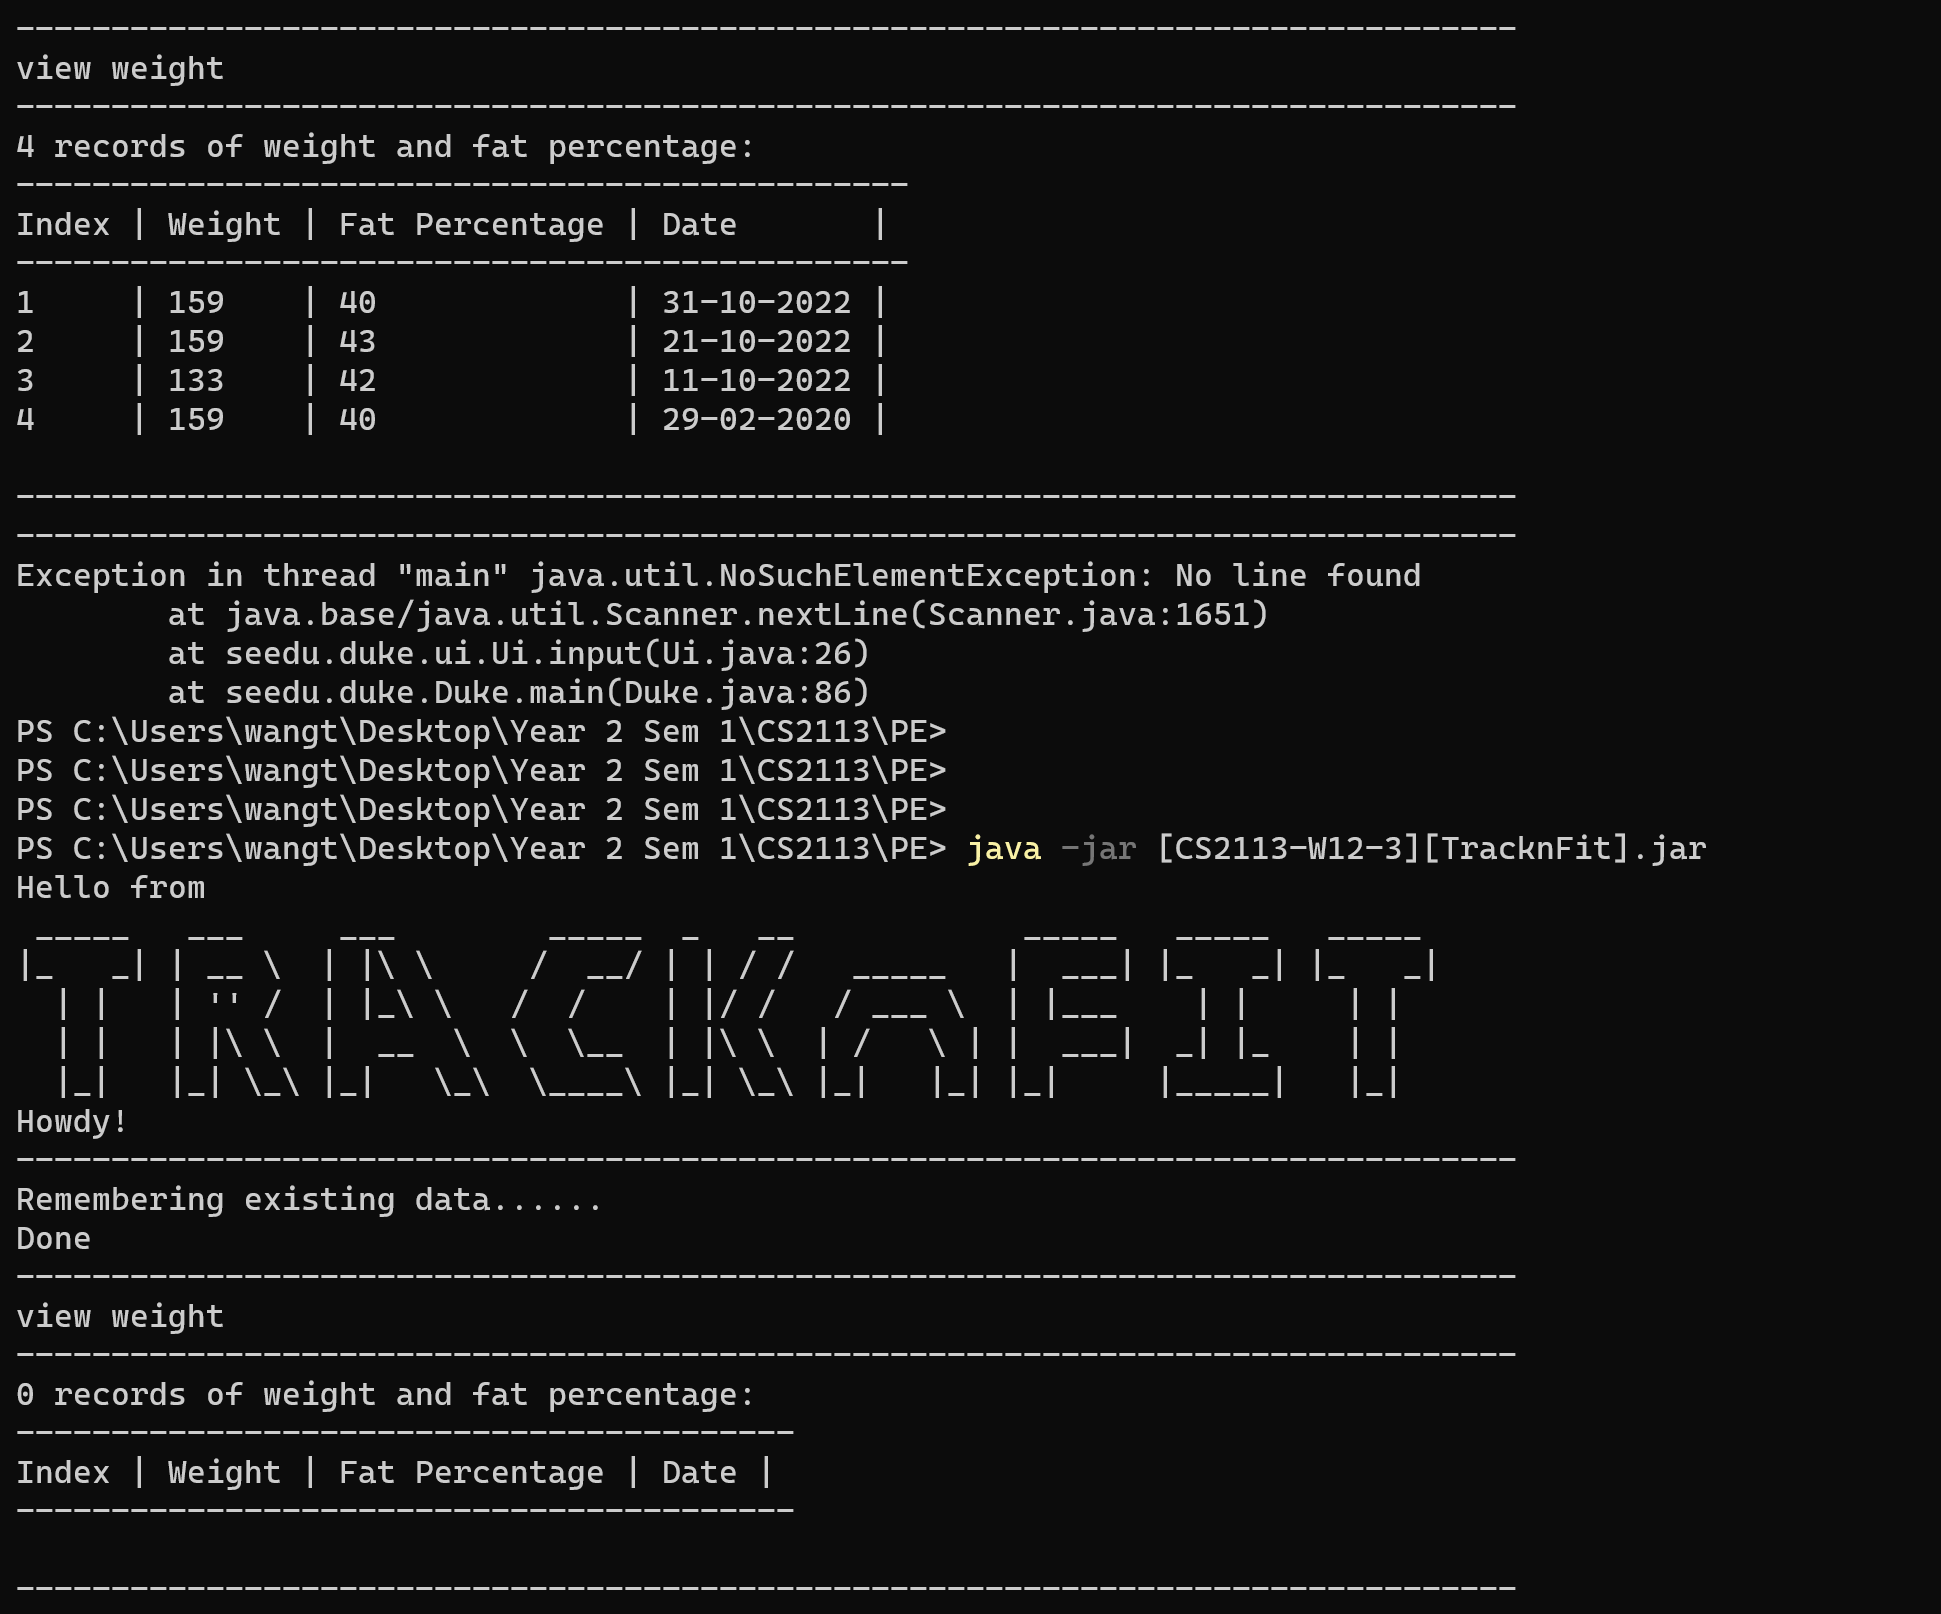 -------------------------------------------------------------------------------
view weight
-------------------------------------------------------------------------------
4 records of weight and fat percentage:
-----------------------------------------------
Index | Weight | Fat Percentage | Date       |
-----------------------------------------------
1     | 159    | 40             | 31-10-2022 |
2     | 159    | 43             | 21-10-2022 |
3     | 133    | 42             | 11-10-2022 |
4     | 159    | 40             | 29-02-2020 |

-------------------------------------------------------------------------------
-------------------------------------------------------------------------------
Exception in thread "main" java.util.NoSuchElementException: No line found
        at java.base/java.util.Scanner.nextLine(Scanner.java:1651)
        at seedu.duke.ui.Ui.input(Ui.java:26)
        at seedu.duke.Duke.main(Duke.java:86)
PS C:\Users\wangt\Desktop\Year 2 Sem 1\CS2113\PE>
PS C:\Users\wangt\Desktop\Year 2 Sem 1\CS2113\PE>
PS C:\Users\wangt\Desktop\Year 2 Sem 1\CS2113\PE>
PS C:\Users\wangt\Desktop\Year 2 Sem 1\CS2113\PE> java -jar [CS2113-W12-3][TracknFit].jar
Hello from
TRACKnFIT
Howdy!
-------------------------------------------------------------------------------
Remembering existing data......
Done
-------------------------------------------------------------------------------
view weight
-------------------------------------------------------------------------------
0 records of weight and fat percentage:
-----------------------------------------
Index | Weight | Fat Percentage | Date |
-----------------------------------------

-------------------------------------------------------------------------------